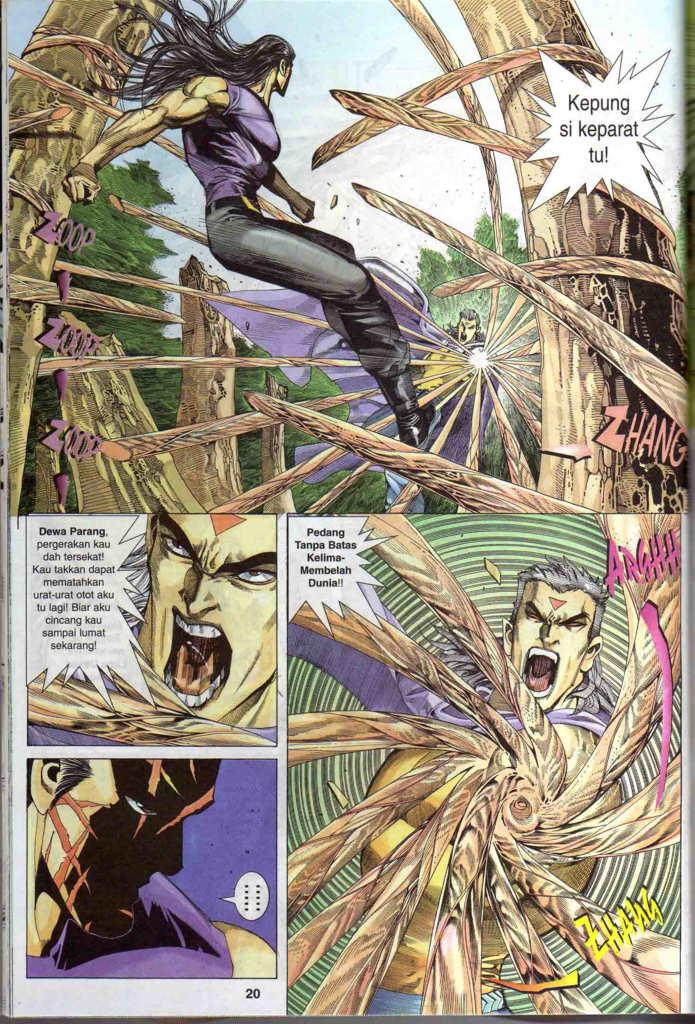 Kepung
si keparat
tu!
ZOOP
ZOOP
ZOOP
ZHANG
Dewa Parang,
pergerakan kau
dah tersekat!
Kau takkan dapat
mematahkan
urat-urat otot aku
tu lagi! Biar aku
cincang kau
sampai lumat
sekarang!
Pedang
Tanpa Batas
Kelima-
Membelah
Dunia!!
ARGHH
ZHANG
20